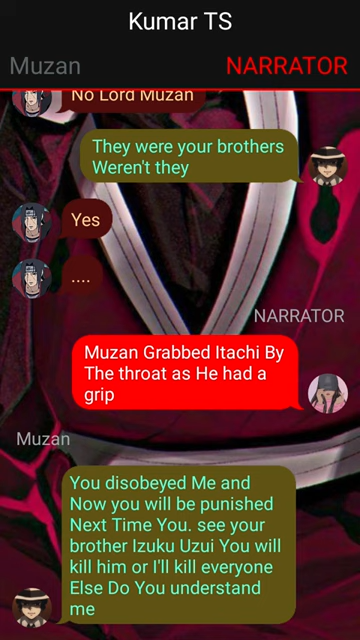 Kumar TS
Muzan NARRATOR
No Lord Muzan
They were your brothers
Weren't they
Yes
....
NARRATOR
Muzan Grabbed Itachi By
The throat as He had a
grip
Muzan
You disobeyed Me and
Now you will be punished
Next Time You. see your
brother Izuku Uzui You will
kill him or I'll kill everyone
Else Do You understand
me